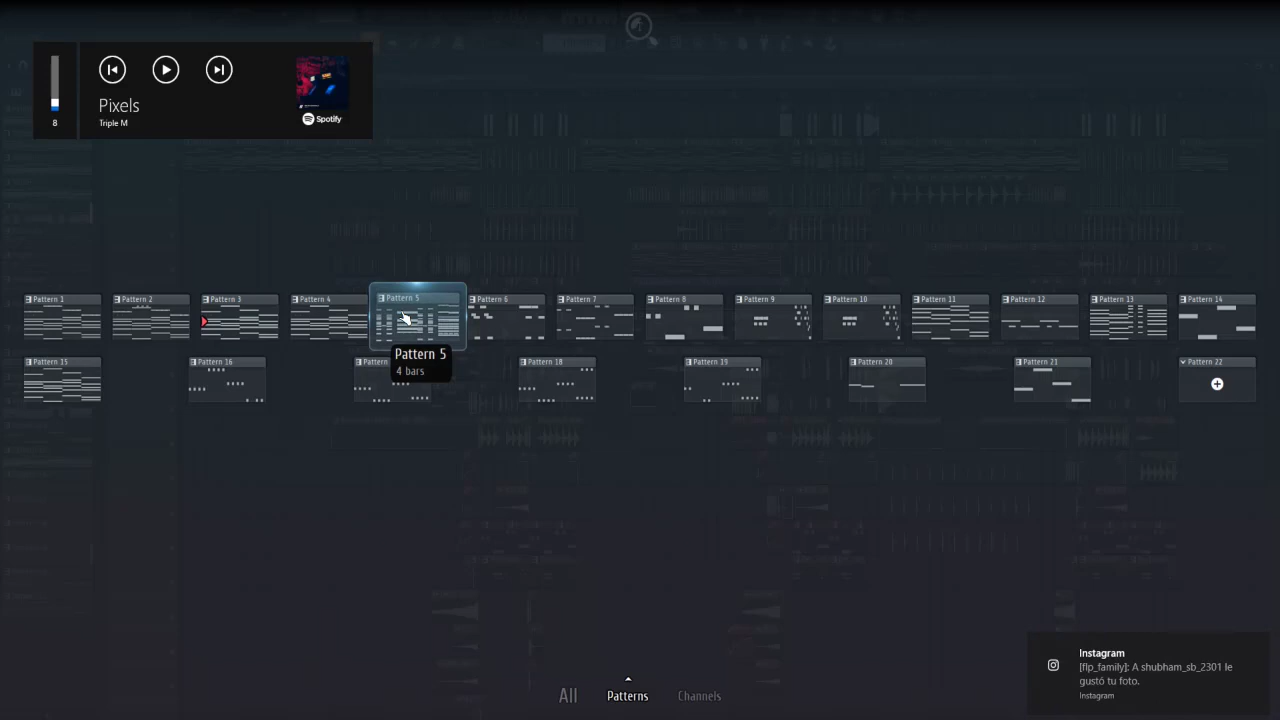 Pixels
Triple M
8
Spotify
Pattern 1
Pattern 2
Pattern 3
Pattern 4
Pattern 5
Pattern 6
Pattern 7
Pattern 8
Pattern 9
Pattern 10
Pattern 11
Pattern 12
Pattern 13
Pattern 14
Pattern 5
4 bars
Pattern 15
Pattern 16
Pattern 18
Pattern 19
Pattern 20
Pattern 21
Pattern 22
Instagram
[flp_family]: A shubham_sb_2301 le
gustó tu foto.
Instagram
All
Patterns
Channels